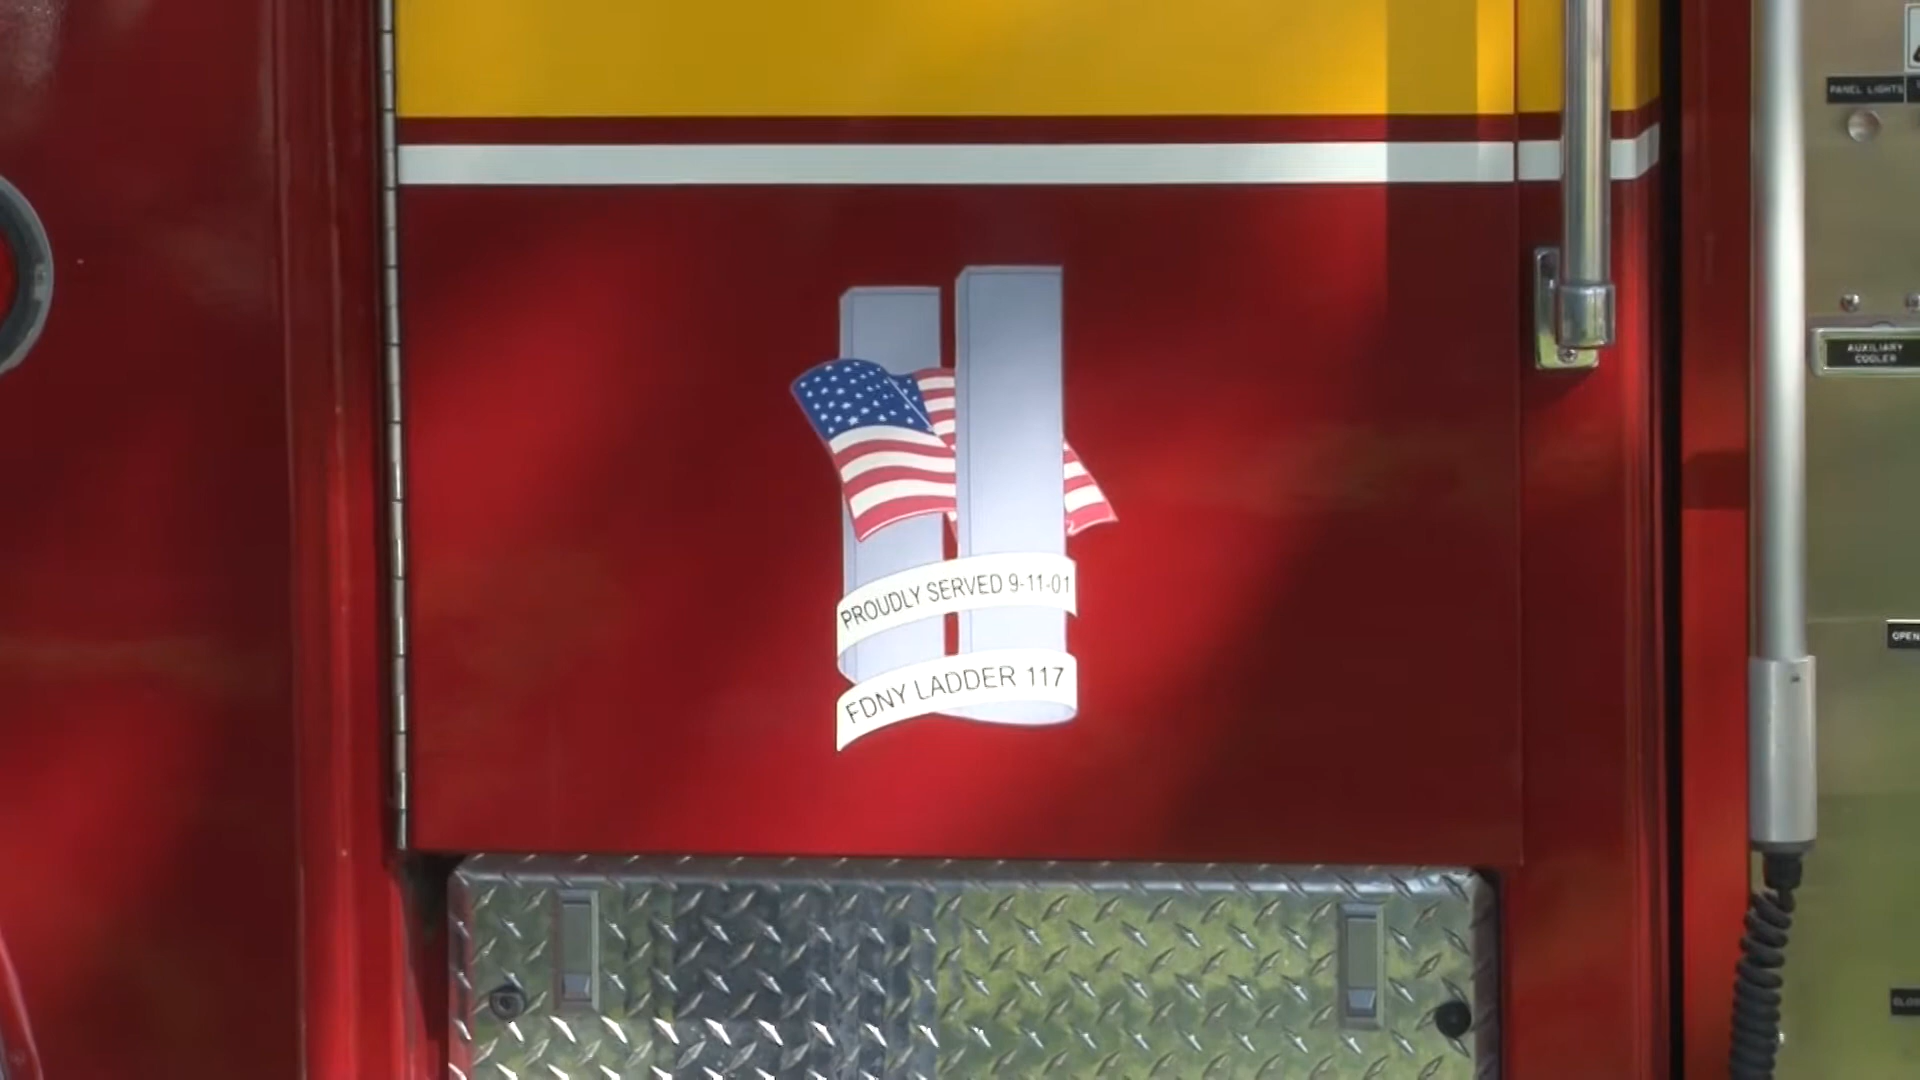 PANEL LIGHTS
AUXILIARY
COOLER
PROUDLY SERVED 9-11-01
OPEN
FDNY LADDER 117